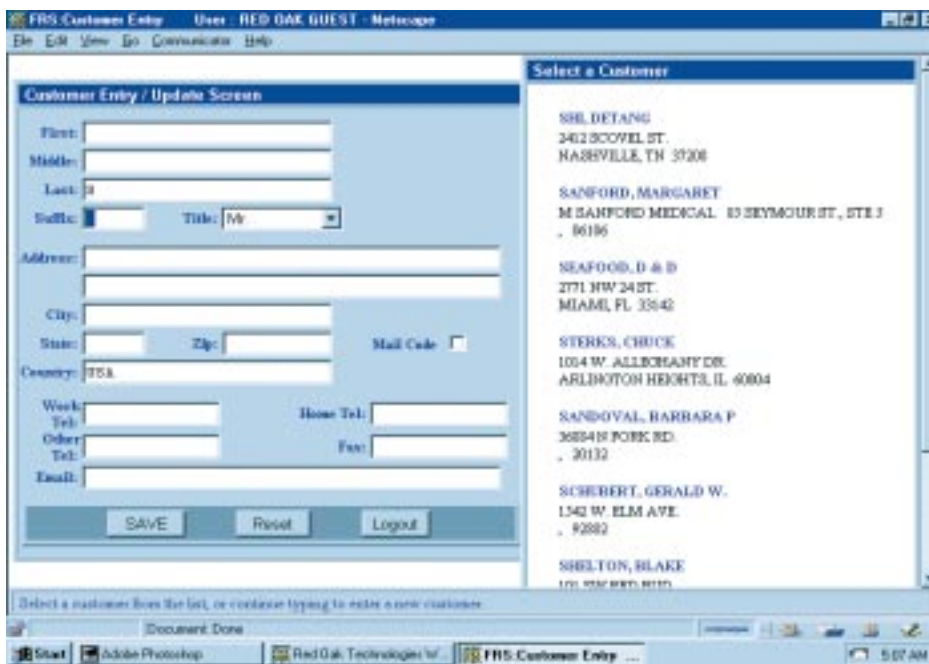 FRS:Customer Entry User : RED OAK GUEST - Netscape
File Edit View Go Communicator Help
Customer Entry / Update Screen
First:
Middle:
Last: s
Suffix: Title: Mr
Address:
City:
State: Zip: Mail Code
Country: USA
Work Tel: Home Tel:
Other Tel: Fax:
Email:
SAVE Reset Logout
Select a Customer
SHI, DETANG
2412 SCOVEL ST.
NASHVILLE, TN 37208
SANFORD, MARGARET
M SANFORD MEDICAL 83 SEYMOUR ST., STE 3
, 06106
SEAFOOD, D & D
2771 NW 24 ST.
MIAMI, FL 33142
STERKS, CHUCK
1014 W. ALLEGHANY DR.
ARLINGTON HEIGHTS, IL 60004
SANDOVAL, BARBARA P
36884 N FORK RD.
, 20132
SCHUBERT, GERALD W.
1342 W. ELM AVE.
, 92802
SHELTON, BLAKE
Select a customer from the list, or continue typing to enter a new customer.
Document: Done
Start Adobe Photoshop Red Oak Technologies W... FRS:Customer Entry ... 5:07 AM